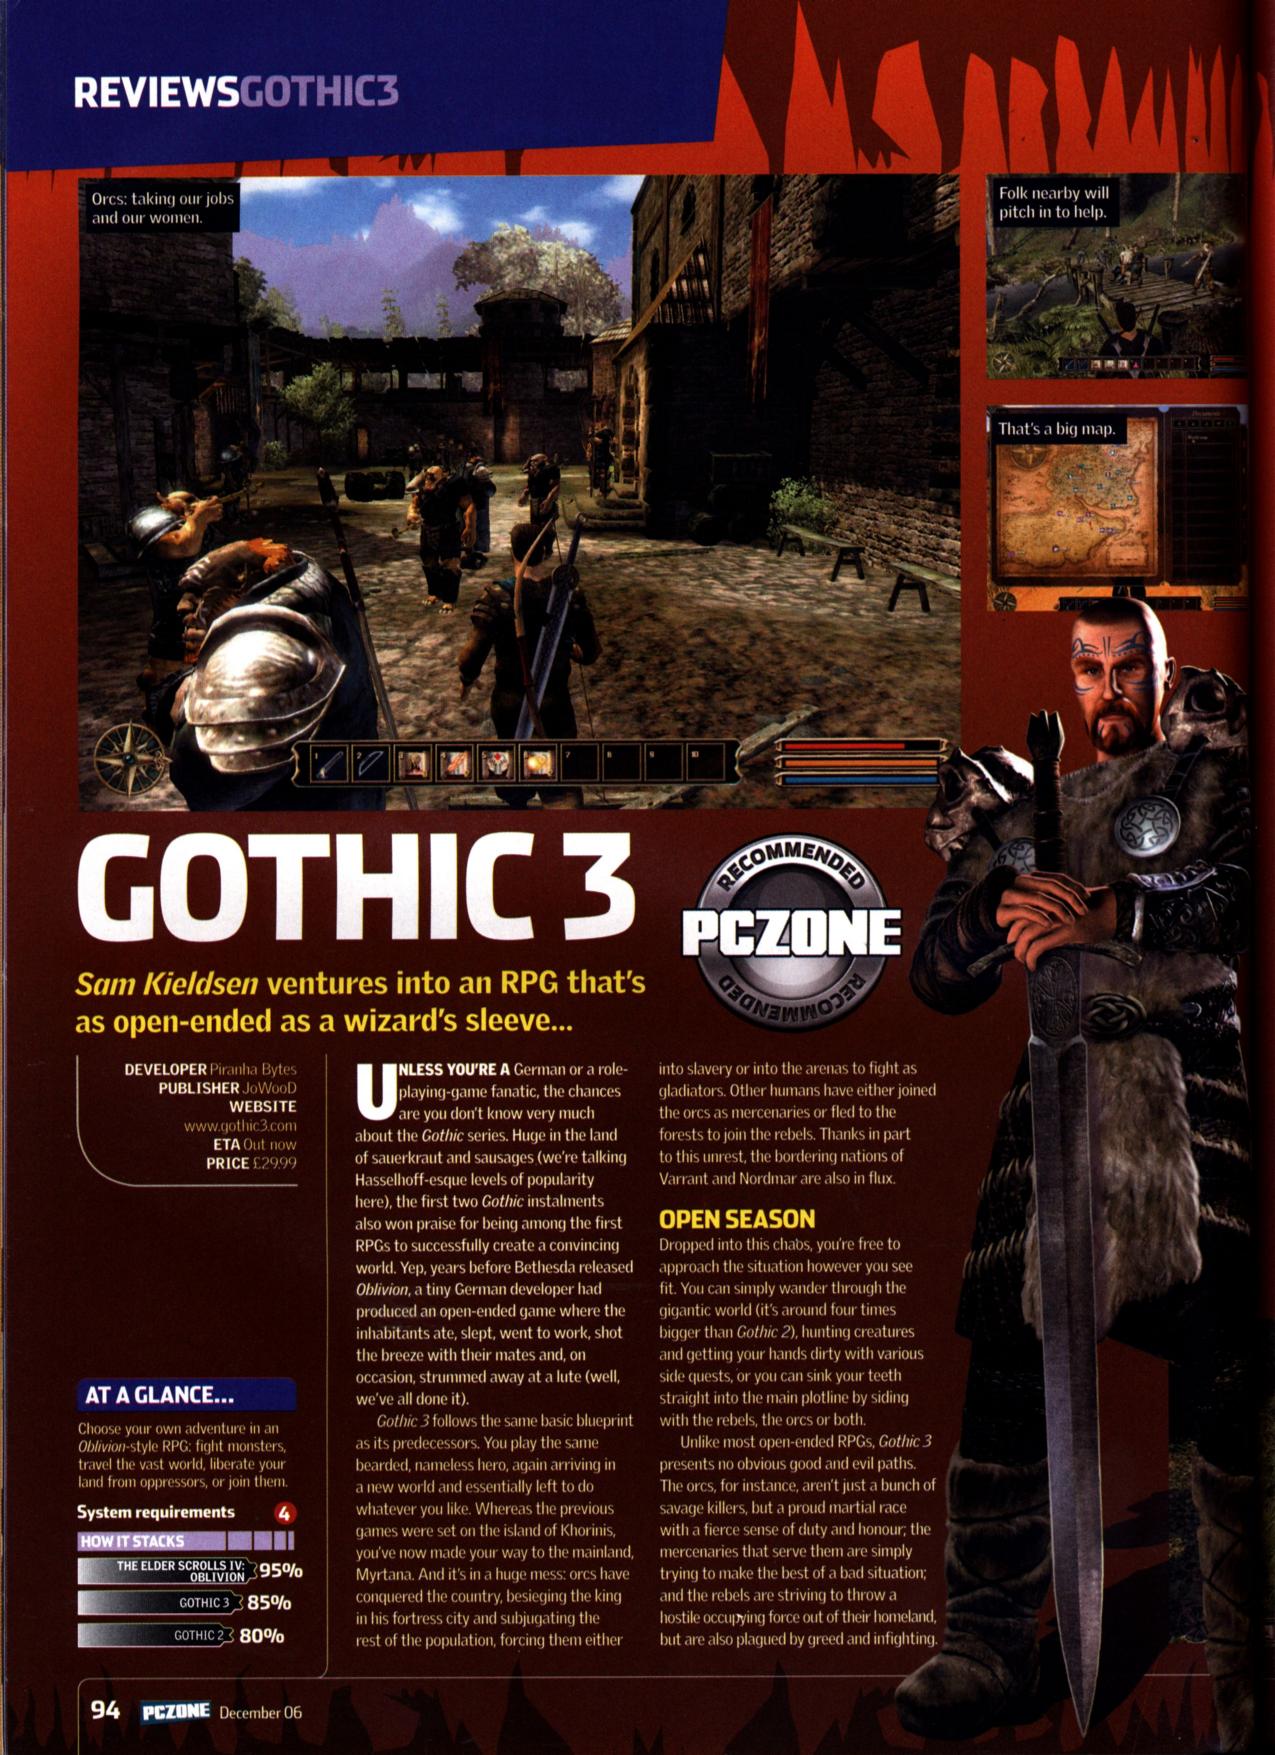 REVIEWSGOTHIC3
Orcs: taking our jobs
and our women.
Folk nearby will
pitch in to help.
That's a big map.
1 2 3 4 5 6 7 8 9 10
GOTHIC 3
RECOMMENDED
PCZONE
RECOMMENDED
Sam Kieldsen ventures into an RPG that's
as open-ended as a wizard's sleeve...
DEVELOPER Piranha Bytes
PUBLISHER JoWooD
WEBSITE
www.gothic3.com
ETA Out now
PRICE £29.99
AT A GLANCE...
Choose your own adventure in an
Oblivion-style RPG: fight monsters,
travel the vast world, liberate your
land from oppressors, or join them.
System requirements 4
HOW IT STACKS
THE ELDER SCROLLS IV:
OBLIVION 95%
GOTHIC 3 85%
GOTHIC 2 80%
UNLESS YOU'RE A German or a role-
playing-game fanatic, the chances
are you don't know very much
about the Gothic series. Huge in the land
of sauerkraut and sausages (we're talking
Hasselhoff-esque levels of popularity
here), the first two Gothic instalments
also won praise for being among the first
RPGs to successfully create a convincing
world. Yep, years before Bethesda released
Oblivion, a tiny German developer had
produced an open-ended game where the
inhabitants ate, slept, went to work, shot
the breeze with their mates and, on
occasion, strummed away at a lute (well,
we've all done it).
Gothic 3 follows the same basic blueprint
as its predecessors. You play the same
bearded, nameless hero, again arriving in
a new world and essentially left to do
whatever you like. Whereas the previous
games were set on the island of Khorinis,
you've now made your way to the mainland,
Myrtana. And it's in a huge mess: orcs have
conquered the country, besieging the king
in his fortress city and subjugating the
rest of the population, forcing them either
into slavery or into the arenas to fight as
gladiators. Other humans have either joined
the orcs as mercenaries or fled to the
forests to join the rebels. Thanks in part
to this unrest, the bordering nations of
Varrant and Nordmar are also in flux.
OPEN SEASON
Dropped into this chabs, you're free to
approach the situation however you see
fit. You can simply wander through the
gigantic world (it's around four times
bigger than Gothic 2), hunting creatures
and getting your hands dirty with various
side quests, or you can sink your teeth
straight into the main plotline by siding
with the rebels, the orcs or both.
Unlike most open-ended RPGs, Gothic 3
presents no obvious good and evil paths.
The orcs, for instance, aren't just a bunch of
savage killers, but a proud martial race
with a fierce sense of duty and honour; the
mercenaries that serve them are simply
trying to make the best of a bad situation;
and the rebels are striving to throw a
hostile occupying force out of their homeland,
but are also plagued by greed and infighting.
94 PCZONE December 06